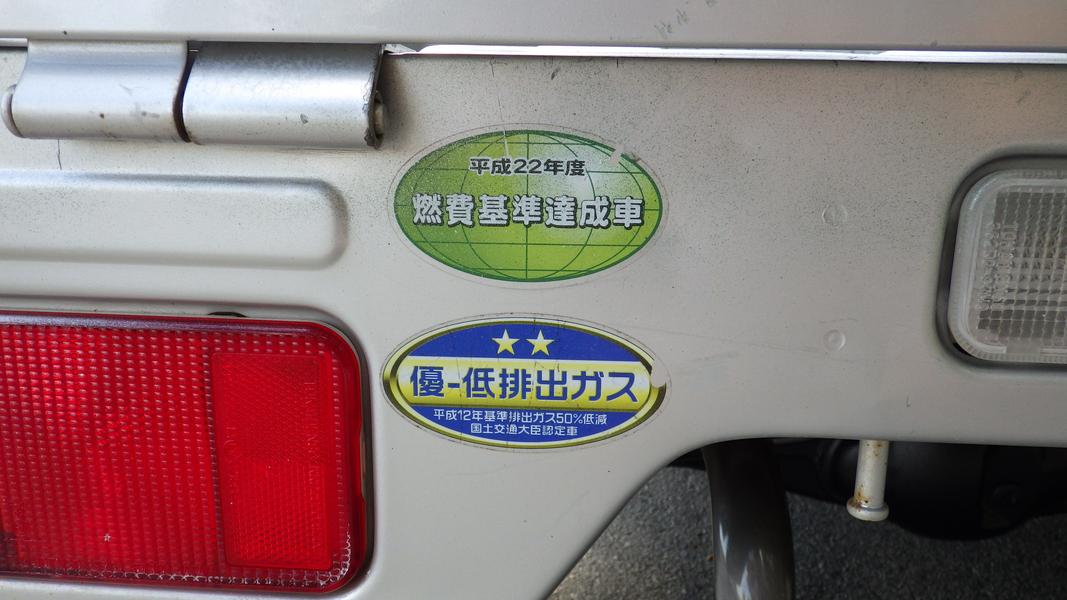 平成22年度
燃費基準達成車
優-低排出ガス
平成12年基準排出ガス50%低減
国土交通大臣認定車